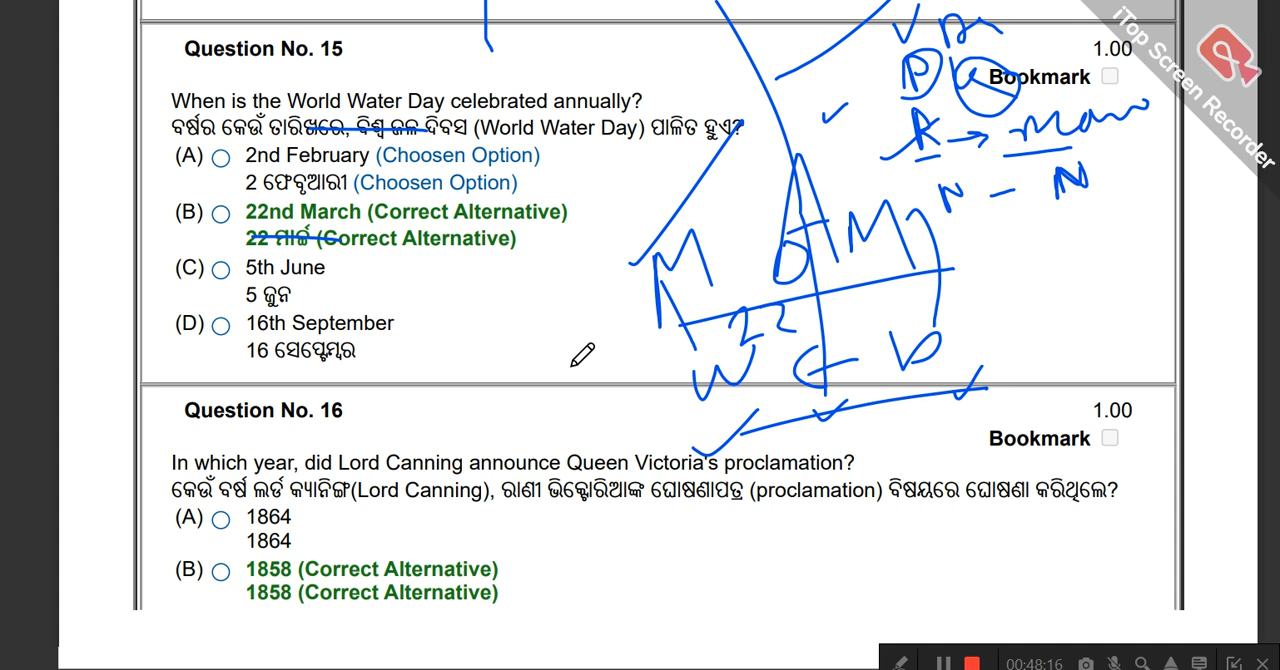 Question No. 15
1.00
Bookmark
When is the World Water Day celebrated annually?
ବର୍ଷର କେଉଁ ତାରିଖରେ, ବିଶ୍ୱ ଜଳ ଦିବସ (World Water Day) ପାଳିତ ହୁଏ?
(A) 2nd February (Choosen Option)
2 ଫେବୃଆରୀ (Choosen Option)
(B) 22nd March (Correct Alternative)
22 ମାର୍ଚ୍ଚ (Correct Alternative)
(C) 5th June
5 ଜୁନ
(D) 16th September
16 ସେପ୍ଟେମ୍ବର
22
Question No. 16
1.00
Bookmark
In which year, did Lord Canning announce Queen Victoria's proclamation?
କେଉଁ ବର୍ଷ ଲର୍ଡ କ୍ୟାନିଙ୍ଗ(Lord Canning), ରାଣୀ ଭିକ୍ଟୋରିଆଙ୍କ ଘୋଷଣାପତ୍ର (proclamation) ବିଷୟରେ ଘୋଷଣା କରିଥିଲେ?
(A) 1864
1864
(B) 1858 (Correct Alternative)
1858 (Correct Alternative)
iTop Screen Recorder
00:48:16